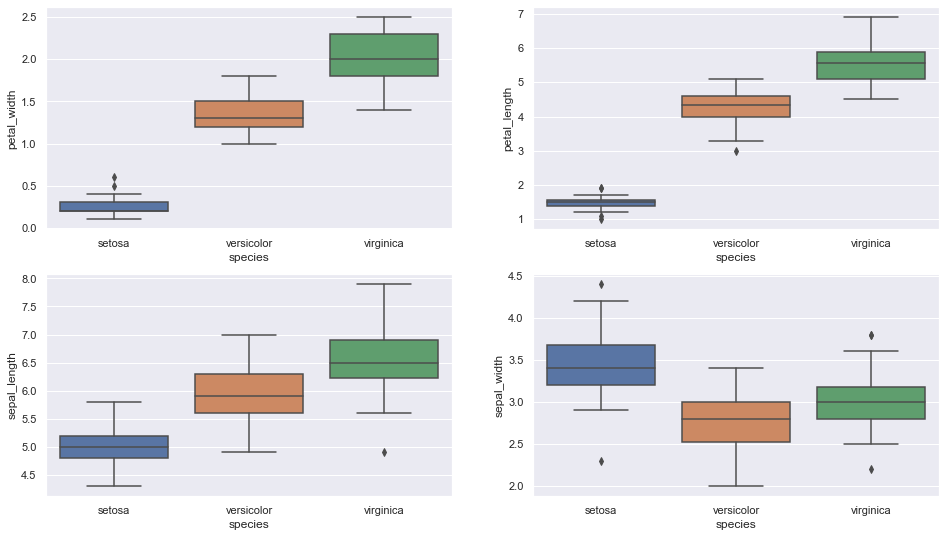 petal_width
2.5
2.0
1.5
1.0
0.5
0.0
setosa versicolor virginica
species
petal_length
7
6
5
4
3
2
1
setosa versicolor virginica
species
sepal_length
8.0
7.5
7.0
6.5
6.0
5.5
5.0
4.5
setosa versicolor virginica
species
sepal_width
4.5
4.0
3.5
3.0
2.5
2.0
setosa versicolor virginica
species